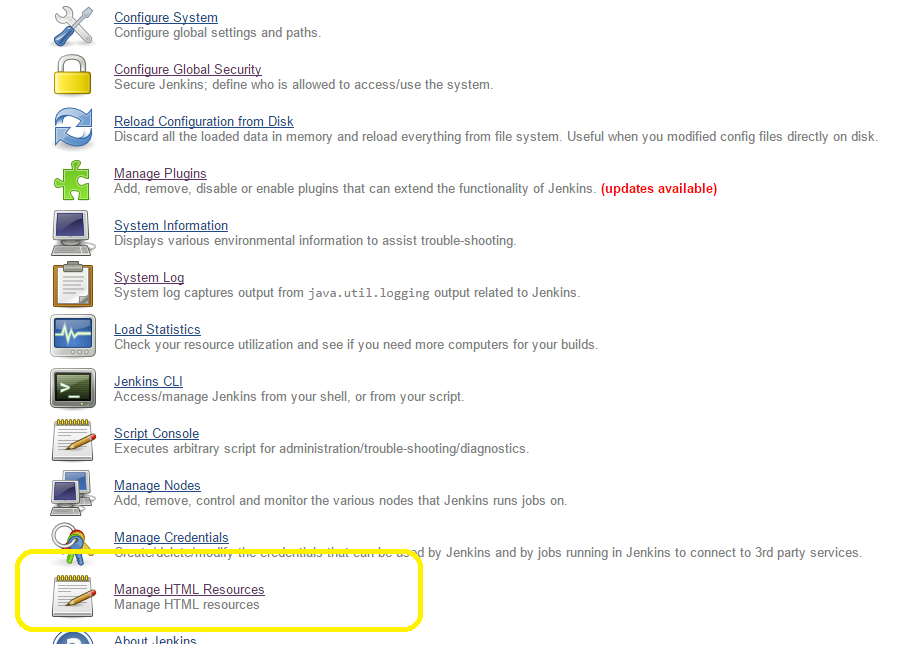 Configure System
Configure global settings and paths.
Configure Global Security
Secure Jenkins; define who is allowed to access/use the system.
Reload Configuration from Disk
Discard all the loaded data in memory and reload everything from file system. Useful when you modified config files directly on disk.
Manage Plugins
Add, remove, disable or enable plugins that can extend the functionality of Jenkins. (updates available)
System Information
Displays various environmental information to assist trouble-shooting.
System Log
System log captures output from java.util.logging output related to Jenkins.
Load Statistics
Check your resource utilization and see if you need more computers for your builds.
Jenkins CLI
Access/manage Jenkins from your shell, or from your script.
Script Console
Executes arbitrary script for administration/trouble-shooting/diagnostics.
Manage Nodes
Add, remove, control and monitor the various nodes that Jenkins runs jobs on.
Manage Credentials
Create/delete/modify the credentials that can be used by Jenkins and by jobs running in Jenkins to connect to 3rd party services.
Manage HTML Resources
Manage HTML resources
About Jenkins